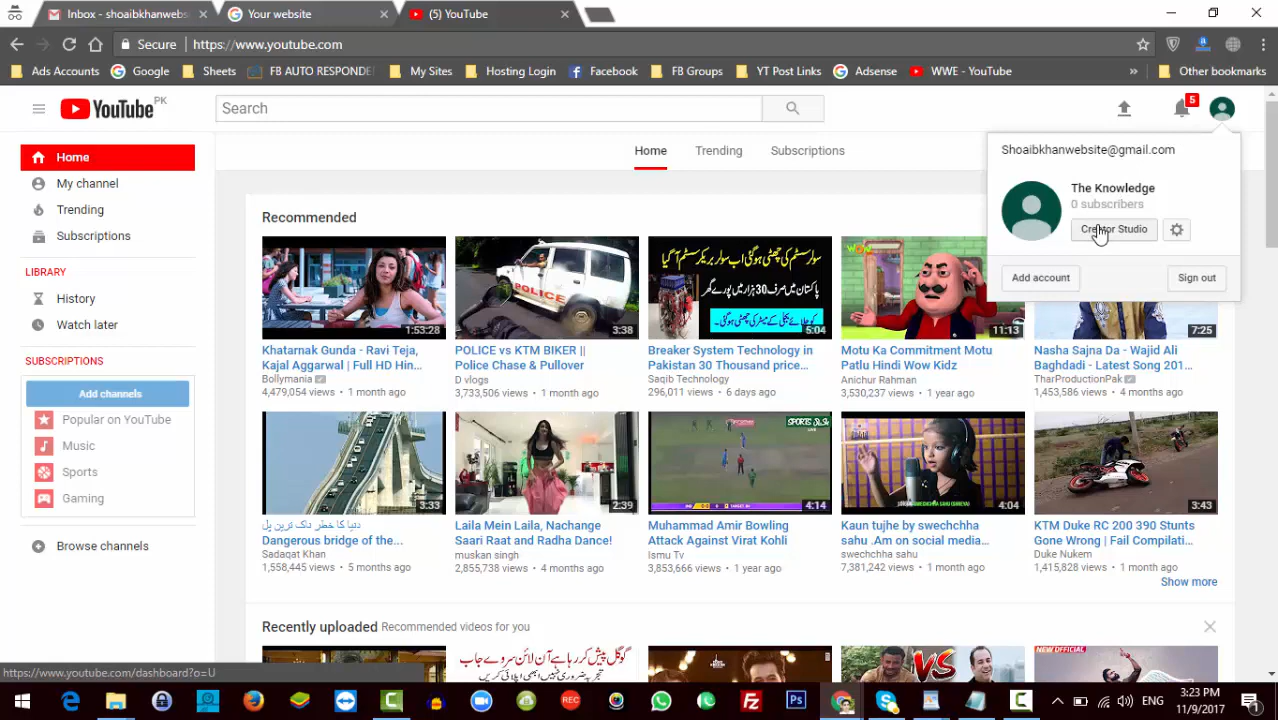 Inbox - shoaibkhanwebs
Your website
(5) YouTube
Secure
https://www.youtube.com
Ads Accounts
Google
Sheets
FB AUTO RESPONDE
My Sites
Hosting Login
Facebook
FB Groups
YT Post Links
Adsense
WWE - YouTube
»
Other bookmarks
YouTube PK
Search
5
Home
My channel
Trending
Subscriptions
LIBRARY
History
Watch later
SUBSCRIPTIONS
Add channels
Popular on YouTube
Music
Sports
Gaming
Browse channels
Home
Trending
Subscriptions
Shoaibkhanwebsite@gmail.com
The Knowledge
0 subscribers
Creator Studio
Add account
Sign out
Recommended
1:53:28
POLICE
3:38
5:04
11:13
7:25
Khatarnak Gunda - Ravi Teja,
Kajal Aggarwal | Full HD Hin...
Bollymania
4,479,054 views • 1 month ago
POLICE vs KTM BIKER ||
Police Chase & Pullover
D vlogs
3,733,506 views • 1 month ago
Breaker System Technology in
Pakistan 30 Thousand price...
Saqib Technology
296,011 views • 6 days ago
Motu Ka Commitment Motu
Patlu Hindi Wow Kidz
Anichur Rahman
3,530,237 views • 1 year ago
Nasha Sajna Da - Wajid Ali
Baghdadi - Latest Song 201...
TharProductionPak
1,453,586 views • 4 months ago
3:33
2:39
4:14
4:04
3:43
دنیا کا خطر ناک ترین پل
Dangerous bridge of the...
Sadaqat Khan
1,558,445 views • 5 months ago
Laila Mein Laila, Nachange
Saari Raat and Radha Dance!
muskan singh
2,855,738 views • 4 months ago
Muhammad Amir Bowling
Attack Against Virat Kohli
Ismu Tv
3,853,666 views • 1 year ago
Kaun tujhe by swechchha
sahu .Am on social media...
swechchha sahu
7,381,242 views • 1 month ago
KTM Duke RC 200 390 Stunts
Gone Wrong | Fail Compilati...
Duke Nukem
1,415,828 views • 1 month ago
Show more
Recently uploaded Recommended videos for you
VS
NEW OFFICIAL
https://www.youtube.com/dashboard?o=U
REC
Ps
ENG
3:23 PM
11/9/2017
1